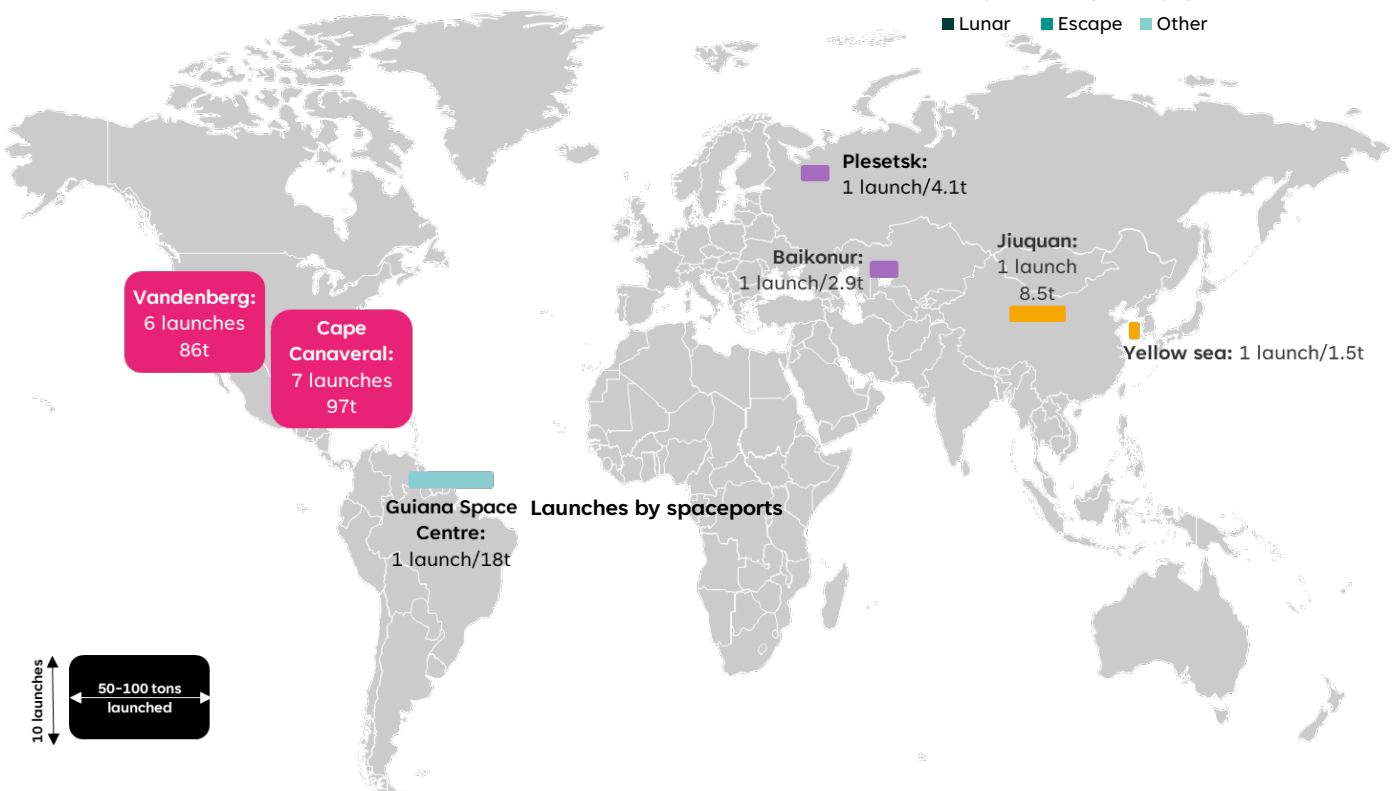 Lunar
Escape
Other
Plesetsk:
1 launch/4.1t
Jiuquan:
1 launch
8.5t
Baikonur:
1 launch/2.9t
Vandenberg:
6 launches
86t
Cape
Canaveral:
7 launches
97t
Yellow sea: 1 launch/1.5t
Guiana Space
Centre:
1 launch/18t
Launches by spaceports
10 launches
50-100 tons
launched